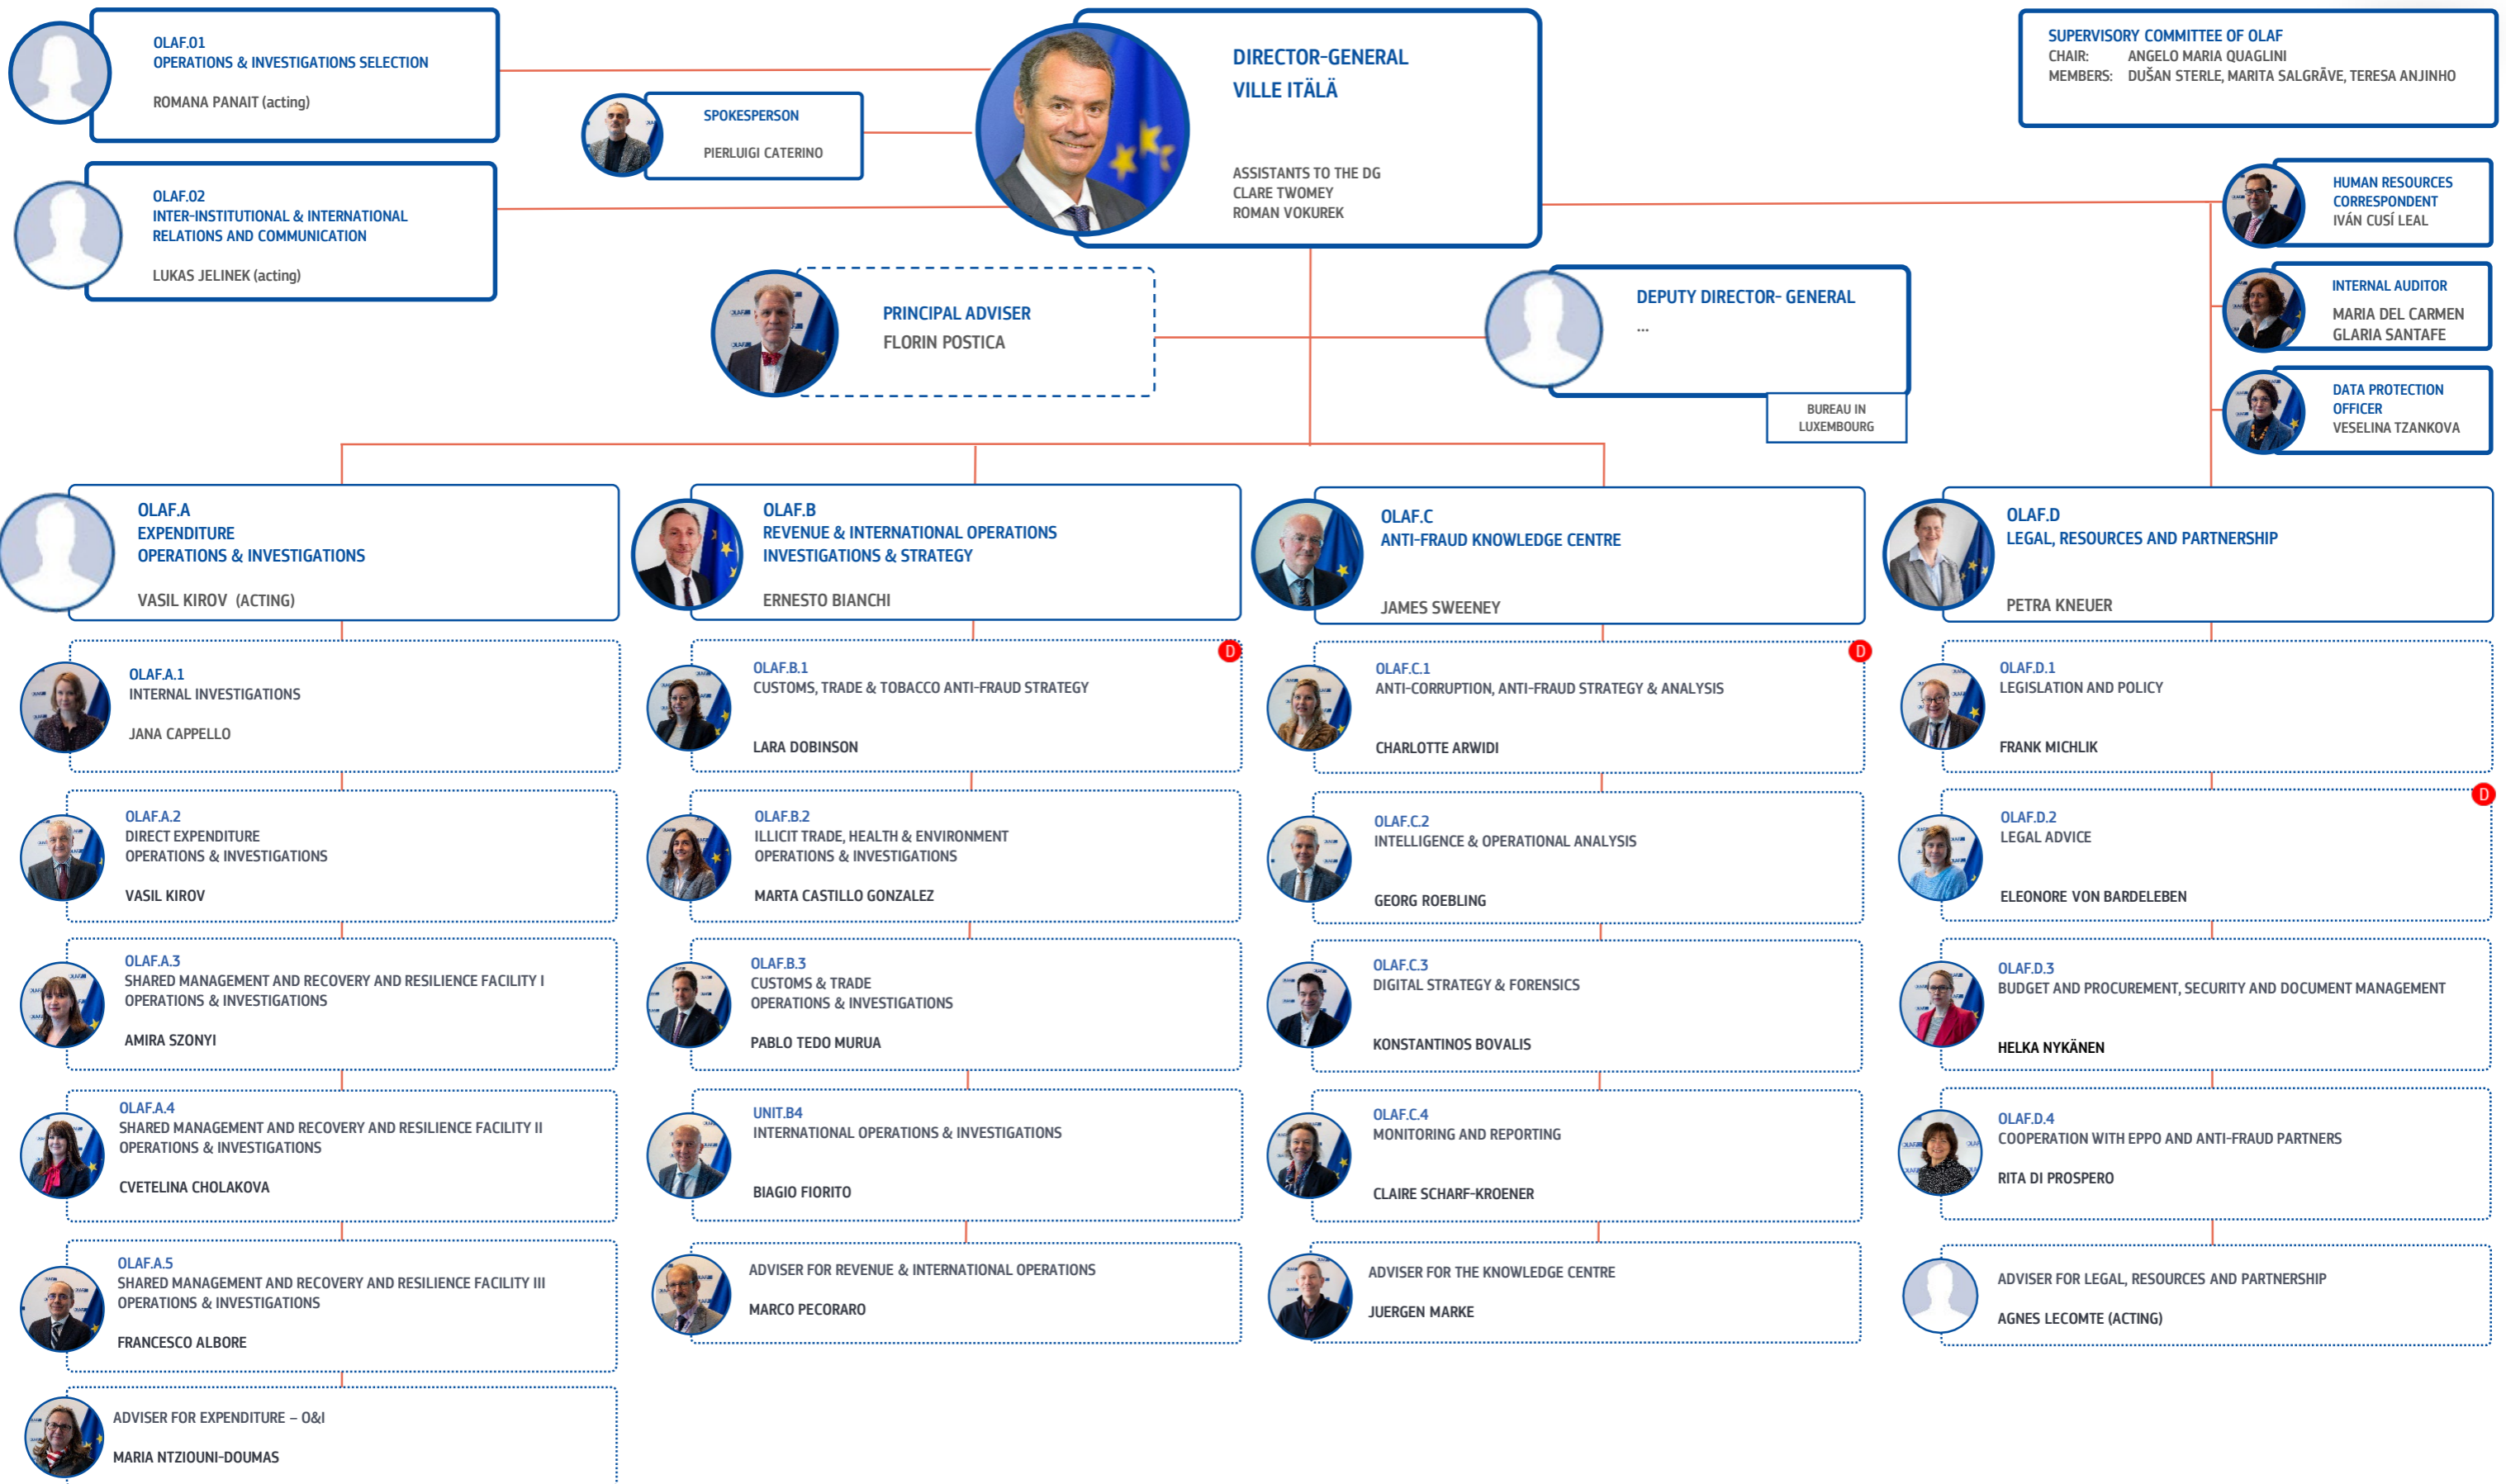 OLAF.01
OPERATIONS & INVESTIGATIONS SELECTION
ROMANA PANAIT (acting)
OLAF.02
INTER-INSTITUTIONAL & INTERNATIONAL
RELATIONS AND COMMUNICATION
LUKAS JELINEK (acting)
SPOKESPERSON
PIERLUIGI CATERINO
DIRECTOR-GENERAL
VILLE ITÄLÄ
ASSISTANTS TO THE DG
CLARE TWOMEY
ROMAN VOKUREK
SUPERVISORY COMMITTEE OF OLAF
CHAIR: ANGELO MARIA QUAGLINI
MEMBERS: DUŠAN STERLE, MARITA SALGRĀVE, TERESA ANJINHO
HUMAN RESOURCES
CORRESPONDENT
IVÁN CUSÍ LEAL
INTERNAL AUDITOR
MARIA DEL CARMEN
GLARIA SANTAFE
DATA PROTECTION
OFFICER
VESELINA TZANKOVA
PRINCIPAL ADVISER
FLORIN POSTICA
DEPUTY DIRECTOR- GENERAL
...
BUREAU IN
LUXEMBOURG
OLAF.A
EXPENDITURE
OPERATIONS & INVESTIGATIONS
VASIL KIROV (ACTING)
OLAF.A.1
INTERNAL INVESTIGATIONS
JANA CAPPELLO
OLAF.A.2
DIRECT EXPENDITURE
OPERATIONS & INVESTIGATIONS
VASIL KIROV
OLAF.A.3
SHARED MANAGEMENT AND RECOVERY AND RESILIENCE FACILITY I
OPERATIONS & INVESTIGATIONS
AMIRA SZONYI
OLAF.A.4
SHARED MANAGEMENT AND RECOVERY AND RESILIENCE FACILITY II
OPERATIONS & INVESTIGATIONS
CVETELINA CHOLAKOVA
OLAF.A.5
SHARED MANAGEMENT AND RECOVERY AND RESILIENCE FACILITY III
OPERATIONS & INVESTIGATIONS
FRANCESCO ALBORE
ADVISER FOR EXPENDITURE – O&I
MARIA NTZIOUNI-DOUMAS
OLAF.B
REVENUE & INTERNATIONAL OPERATIONS
INVESTIGATIONS & STRATEGY
ERNESTO BIANCHI
D
OLAF.B.1
CUSTOMS, TRADE & TOBACCO ANTI-FRAUD STRATEGY
LARA DOBINSON
OLAF.B.2
ILLICIT TRADE, HEALTH & ENVIRONMENT
OPERATIONS & INVESTIGATIONS
MARTA CASTILLO GONZALEZ
OLAF.B.3
CUSTOMS & TRADE
OPERATIONS & INVESTIGATIONS
PABLO TEDO MURUA
UNIT.B4
INTERNATIONAL OPERATIONS & INVESTIGATIONS
BIAGIO FIORITO
ADVISER FOR REVENUE & INTERNATIONAL OPERATIONS
MARCO PECORARO
OLAF.C
ANTI-FRAUD KNOWLEDGE CENTRE
JAMES SWEENEY
D
OLAF.C.1
ANTI-CORRUPTION, ANTI-FRAUD STRATEGY & ANALYSIS
CHARLOTTE ARWIDI
OLAF.C.2
INTELLIGENCE & OPERATIONAL ANALYSIS
GEORG ROEBLING
OLAF.C.3
DIGITAL STRATEGY & FORENSICS
KONSTANTINOS BOVALIS
OLAF.C.4
MONITORING AND REPORTING
CLAIRE SCHARF-KROENER
ADVISER FOR THE KNOWLEDGE CENTRE
JUERGEN MARKE
OLAF.D
LEGAL, RESOURCES AND PARTNERSHIP
PETRA KNEUER
OLAF.D.1
LEGISLATION AND POLICY
FRANK MICHLIK
D
OLAF.D.2
LEGAL ADVICE
ELEONORE VON BARDELEBEN
OLAF.D.3
BUDGET AND PROCUREMENT, SECURITY AND DOCUMENT MANAGEMENT
HELKA NYKÄNEN
OLAF.D.4
COOPERATION WITH EPPO AND ANTI-FRAUD PARTNERS
RITA DI PROSPERO
ADVISER FOR LEGAL, RESOURCES AND PARTNERSHIP
AGNES LECOMTE (ACTING)